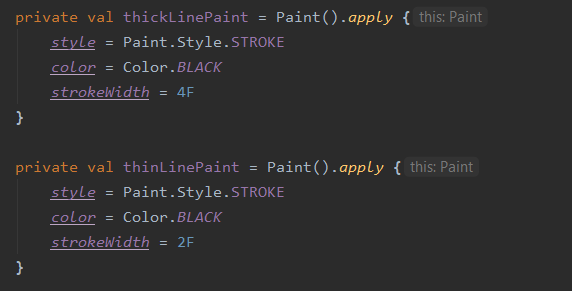 private val thickLinePaint = Paint().apply { this: Paint
    style = Paint.Style.STROKE
    color = Color.BLACK
    strokeWidth = 4F
}
private val thinLinePaint = Paint().apply { this: Paint
    style = Paint.Style.STROKE
    color = Color.BLACK
    strokeWidth = 2F
}